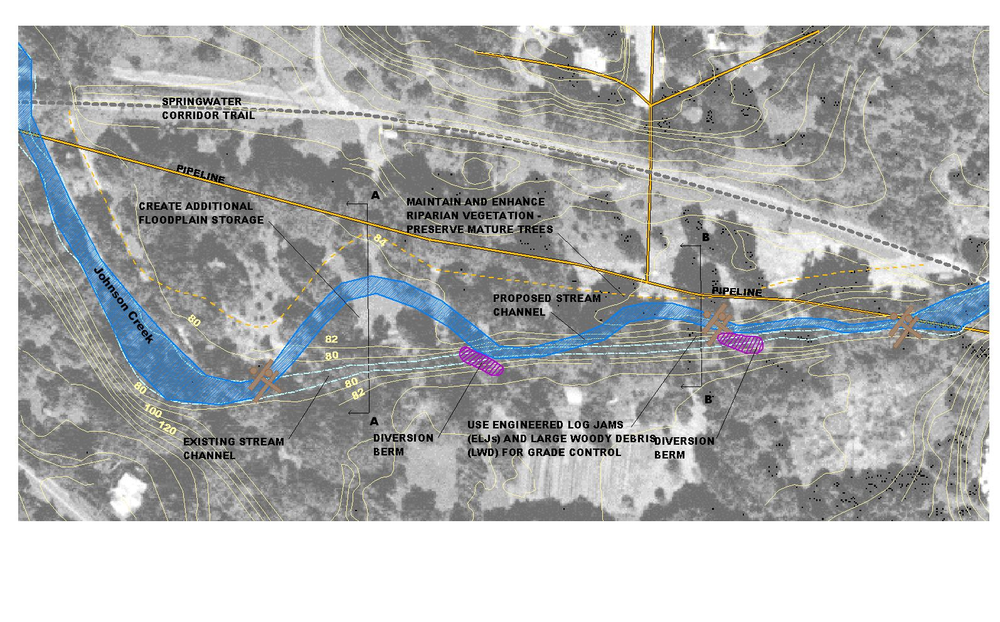 SPRINGWATER
CORRIDOR TRAIL
PIPELINE
CREATE ADDITIONAL
FLOODPLAIN STORAGE
A
MAINTAIN AND ENHANCE
RIPARIAN VEGETATION -
PRESERVE MATURE TREES
84
B
Johnson Creek
PROPOSED STREAM
CHANNEL
PIPELINE
80
82
80
80
82
80
100
120
A
B'
EXISTING STREAM
CHANNEL
DIVERSION
BERM
USE ENGINEERED LOG JAMS
(ELJs) AND LARGE WOODY DEBRIS
(LWD) FOR GRADE CONTROL
DIVERSION
BERM